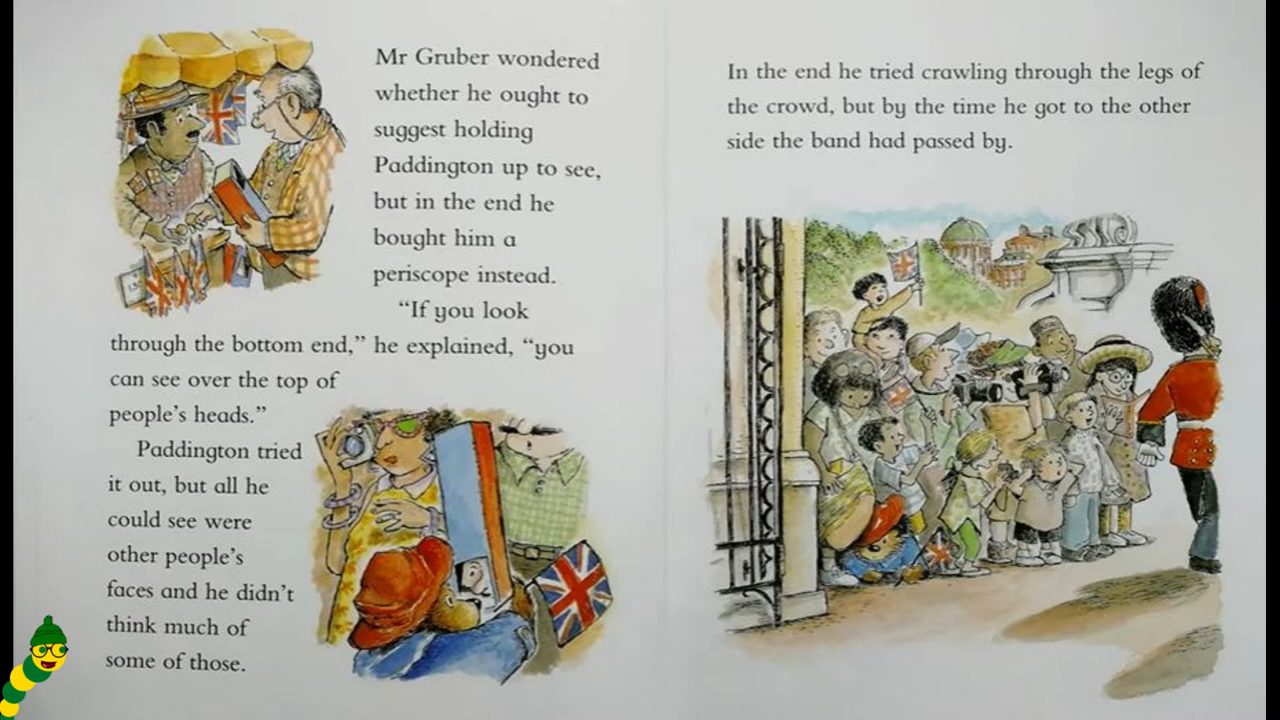 Mr Gruber wondered
whether he ought to
suggest holding
Paddington up to see,
but in the end he
bought him a
periscope instead.
“If you look
through the bottom end,” he explained, “you
can see over the top of
people’s heads.”
Paddington tried
it out, but all he
could see were
other people’s
faces and he didn’t
think much of
some of those.
In the end he tried crawling through the legs of
the crowd, but by the time he got to the other
side the band had passed by.